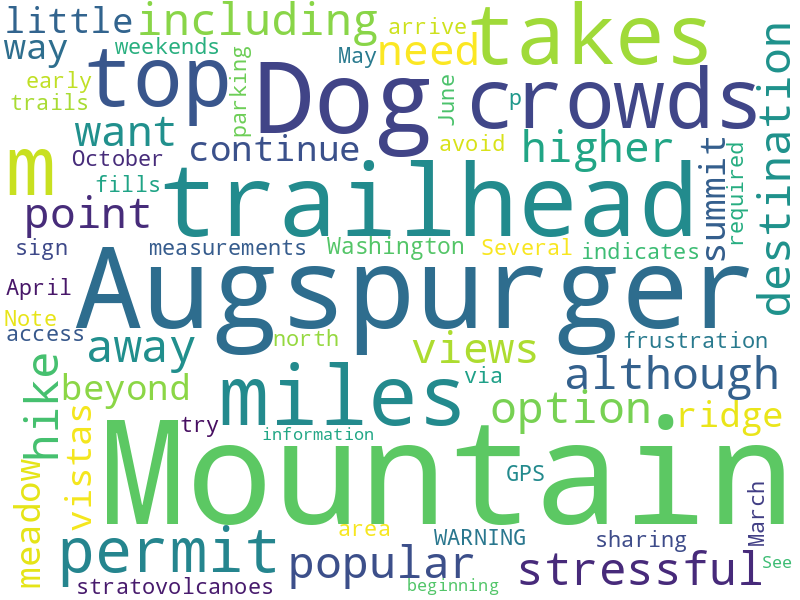 little
including
arrive
takes
way
weekends
May
need
destination
early
top
parking
Dog
June
p
crowds
trails
want
October
continue
avoid
higher
m
fills
trailhead
summit
required
point
sign
measurements
Washington
Several
indicates
April
Augspurger
Note
access
away
north
views
frustration
hike
beyond
miles
via
although
option
ridge
vistas
try
information
Mountain
meadow
GPS
area
WARNING
March
permit
popular
sharing
stressful
See
stratovolcanoes
beginning